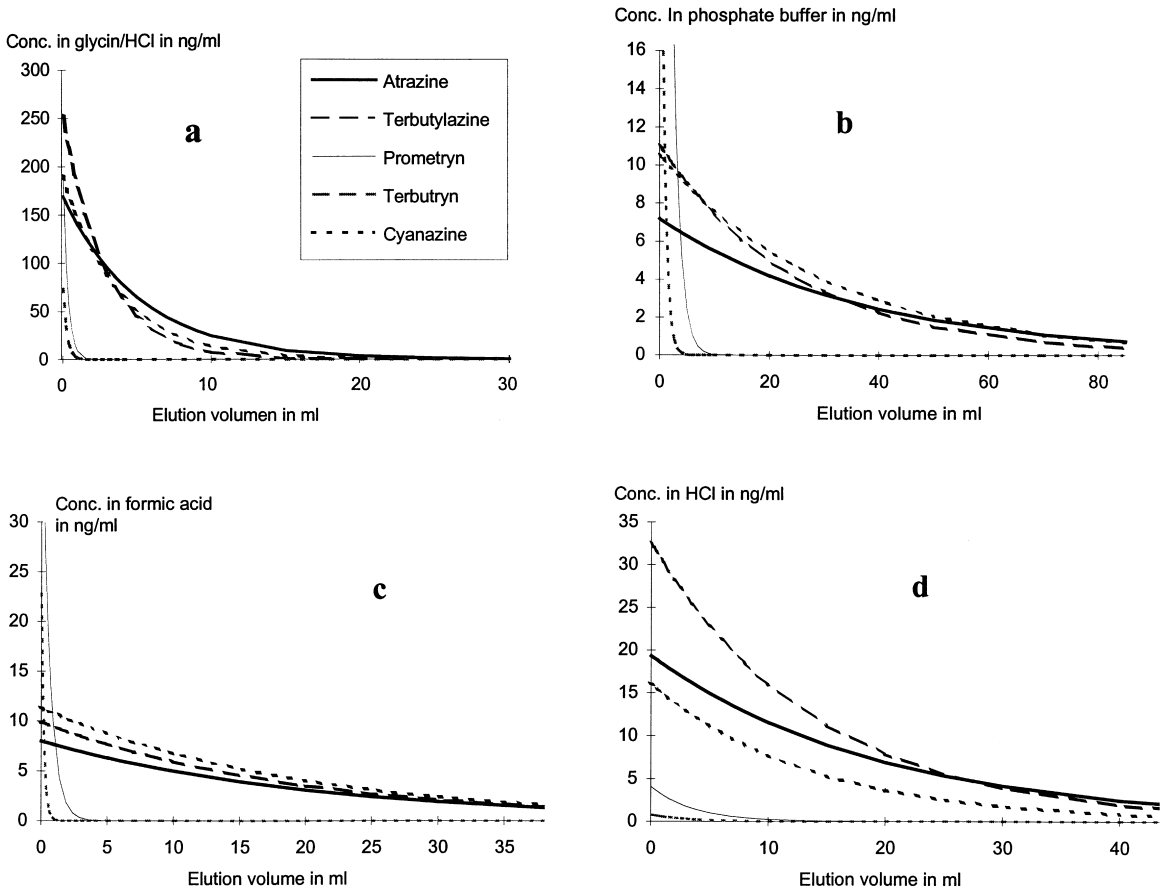 Conc. in glycin/HCl in ng/ml
300
250
200
150
100
50
0
0 10 20 30
Elution volumen in ml
a
Atrazine
Terbutylazine
Prometryn
Terbutryn
Cyanazine
Conc. In phosphate buffer in ng/ml
16
14
12
10
8
6
4
2
0
0 20 40 60 80
Elution volume in ml
b
Conc. in formic acid
in ng/ml
30
25
20
15
10
5
0
0 5 10 15 20 25 30 35
Elution volume in ml
c
Conc. in HCl in ng/ml
35
30
25
20
15
10
5
0
0 10 20 30 40
Elution volume in ml
d